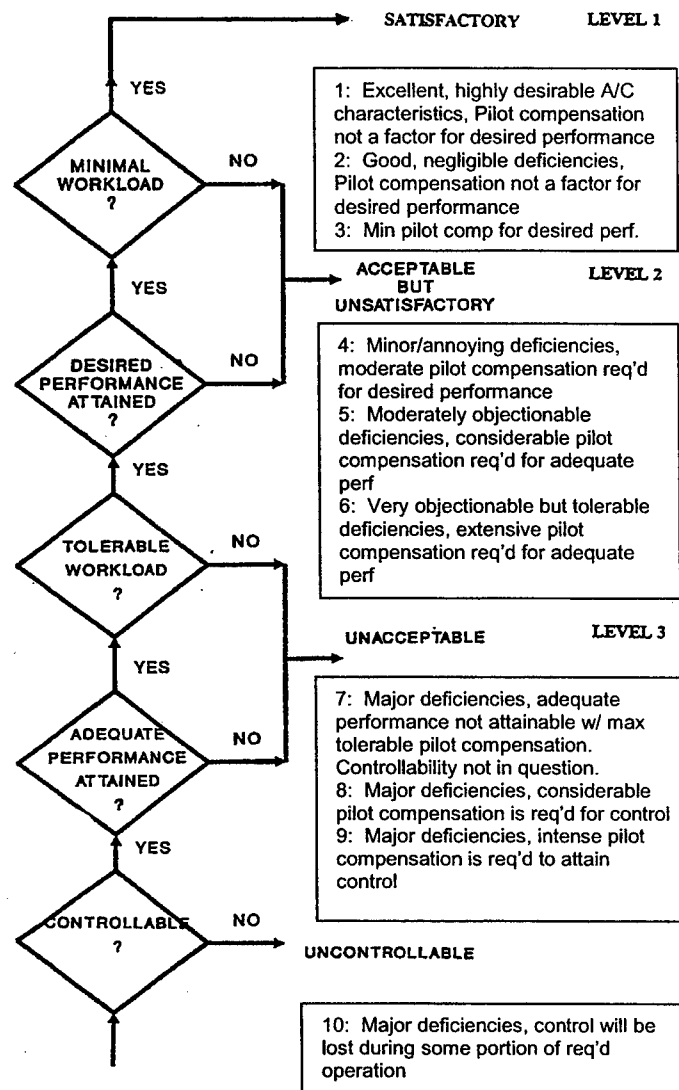 SATISFACTORY LEVEL 1
YES
1: Excellent, highly desirable A/C
characteristics, Pilot compensation
not a factor for desired performance
2: Good, negligible deficiencies,
Pilot compensation not a factor for
desired performance
3: Min pilot comp for desired perf.
MINIMAL
WORKLOAD
?
NO
YES
ACCEPTABLE
BUT
UNSATISFACTORY
LEVEL 2
DESIRED
PERFORMANCE
ATTAINED
?
NO
YES
4: Minor/annoying deficiencies,
moderate pilot compensation req'd
for desired performance
5: Moderately objectionable
deficiencies, considerable pilot
compensation req'd for adequate
perf
6: Very objectionable but tolerable
deficiencies, extensive pilot
compensation req'd for adequate
perf
TOLERABLE
WORKLOAD
?
NO
YES
UNACCEPTABLE LEVEL 3
ADEQUATE
PERFORMANCE
ATTAINED
?
NO
YES
7: Major deficiencies, adequate
performance not attainable w/ max
tolerable pilot compensation.
Controllability not in question.
8: Major deficiencies, considerable
pilot compensation is req'd for control
9: Major deficiencies, intense pilot
compensation is req'd to attain
control
CONTROLLABLE
?
NO
UNCONTROLLABLE
10: Major deficiencies, control will be
lost during some portion of req'd
operation